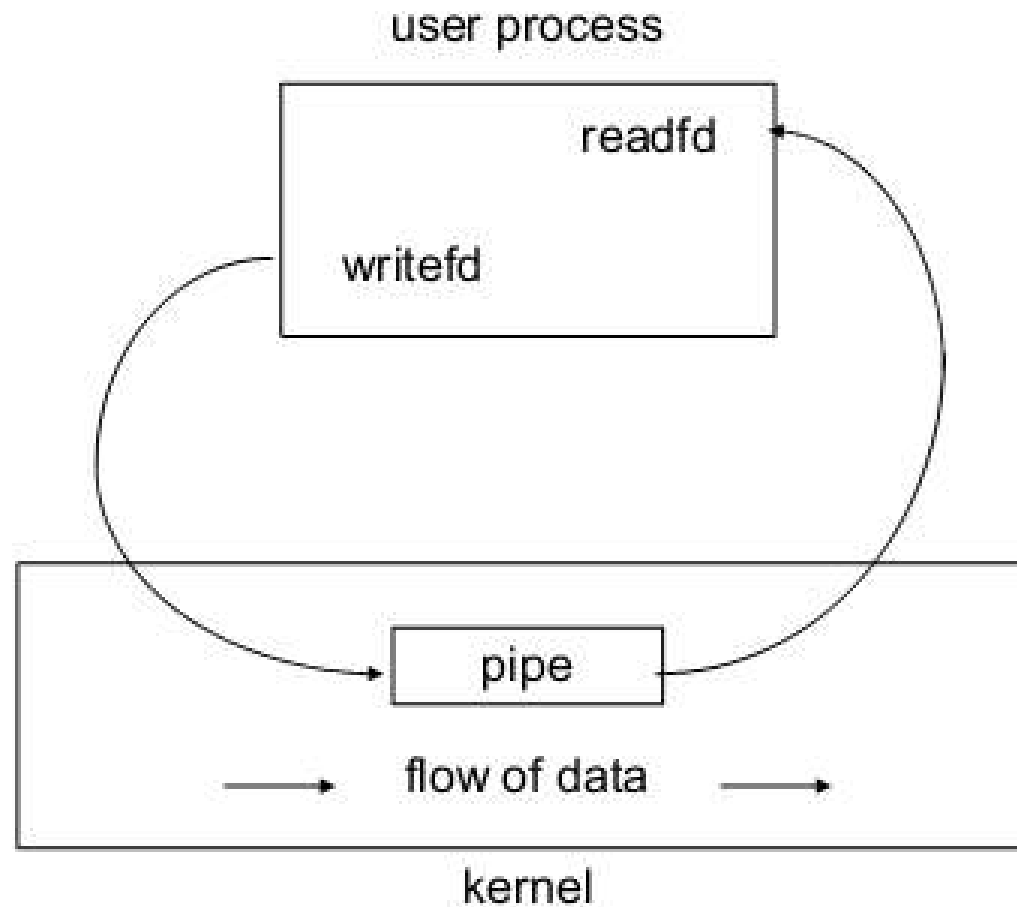 user process
readfd
writefd
pipe
flow of data
kernel